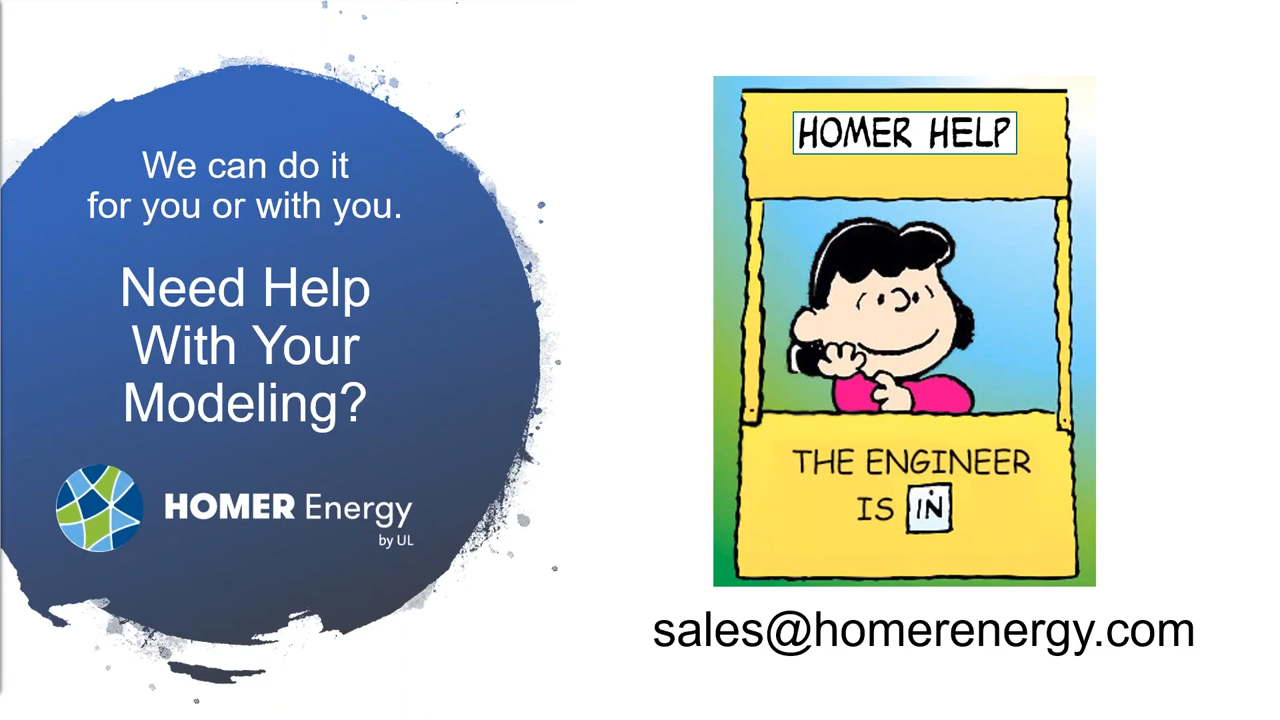 We can do it
for you or with you.
Need Help
With Your
Modeling?
HOMER Energy
by UL
HOMER HELP
THE ENGINEER
IS IN
sales@homerenergy.com